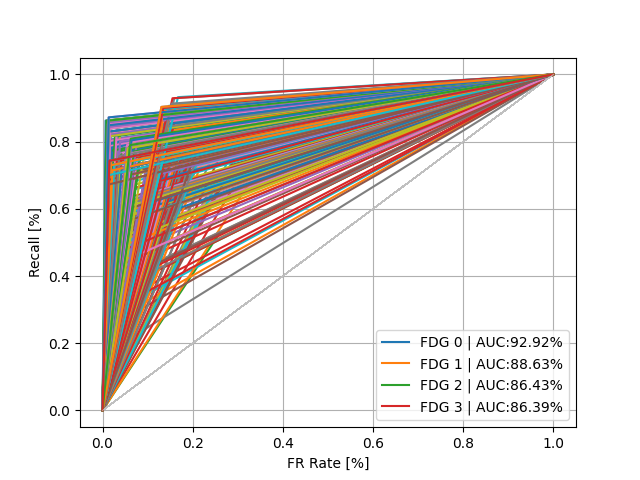 1.0
0.8
0.6
0.4
0.2
0.0
Recall [%]
FDG 0 | AUC:92.92%
FDG 1 | AUC:88.63%
FDG 2 | AUC:86.43%
FDG 3 | AUC:86.39%
0.0 0.2 0.4 0.6 0.8 1.0
FR Rate [%]